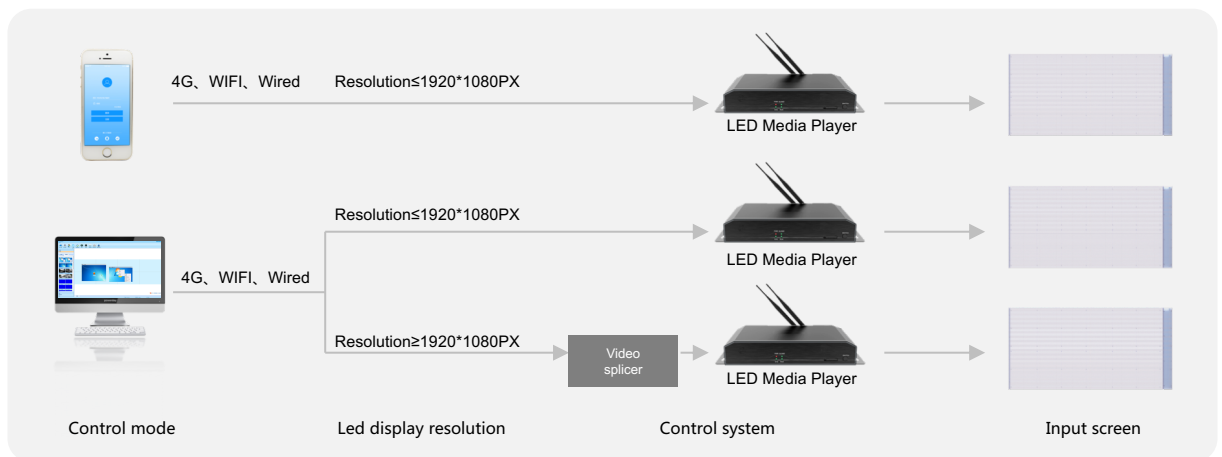 4G、WIFI、Wired
Resolution≤1920*1080PX
LED Media Player
Resolution≤1920*1080PX
LED Media Player
4G、WIFI、Wired
Resolution≥1920*1080PX
Video
splicer
LED Media Player
Control mode
Led display resolution
Control system
Input screen